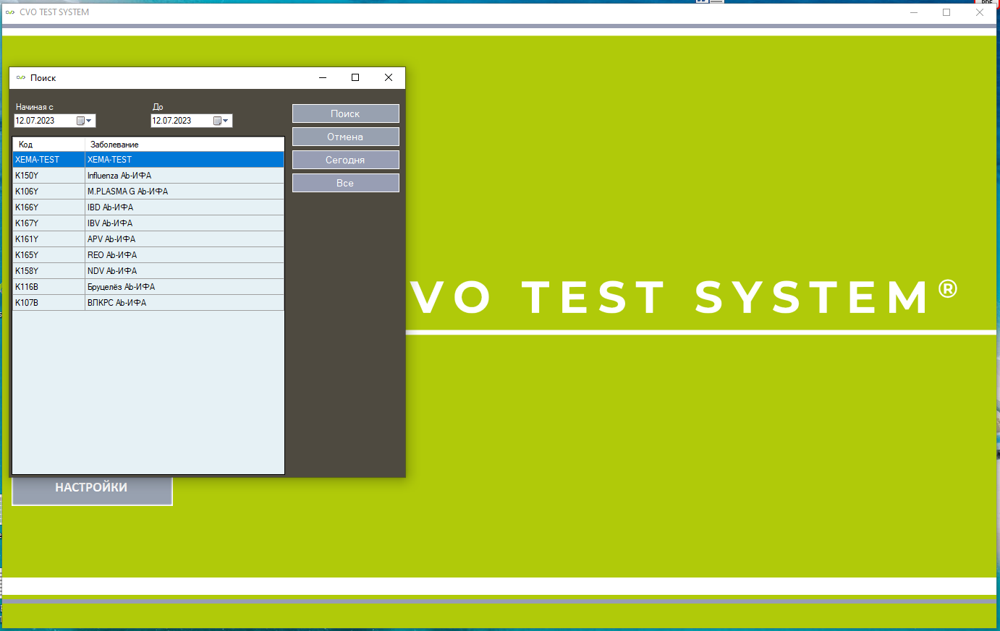 CVO TEST SYSTEM
Поиск
Начиная с
До
12.07.2023
12.07.2023
Поиск
Отмена
Сегодня
Все
Код Заболевание
XEMA-TEST XEMA-TEST
K150Y Influenza Ab-ИФА
K106Y M.PLASMA G Ab-ИФА
K166Y IBD Ab-ИФА
K167Y IBV Ab-ИФА
K161Y APV Ab-ИФА
K165Y REO Ab-ИФА
K158Y NDV Ab-ИФА
K116B Бруцелёз Ab-ИФА
K107B ВЛКРС Ab-ИФА
VO TEST SYSTEM®
НАСТРОЙКИ